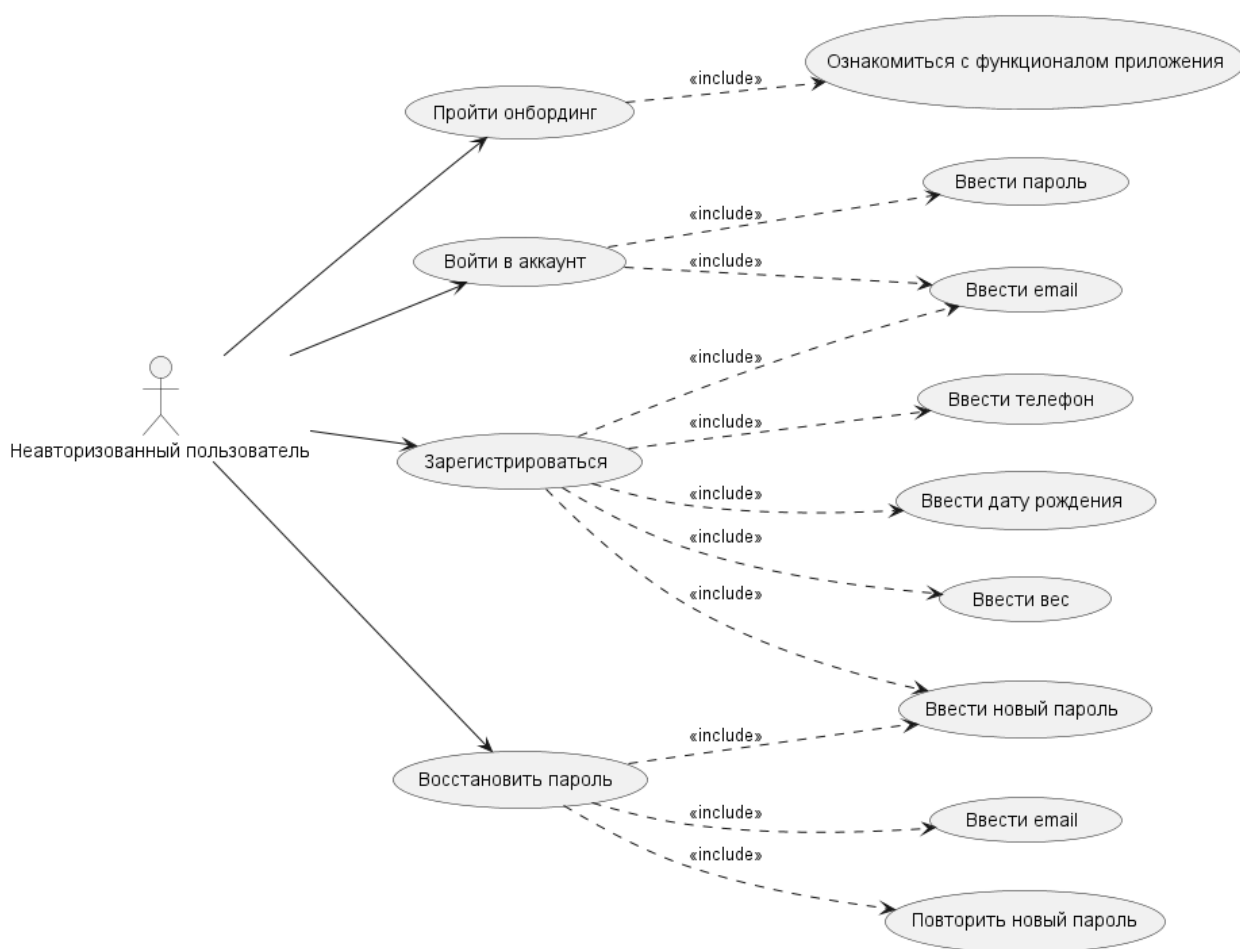 Ознакомиться с функционалом приложения
«include»
Пройти онбординг
Ввести пароль
«include»
Войти в аккаунт
«include»
Ввести email
«include»
Ввести телефон
«include»
Неавторизованный пользователь
Зарегистрироваться
«include»
Ввести дату рождения
«include»
Ввести вес
«include»
Ввести новый пароль
«include»
Восстановить пароль
«include»
Ввести email
«include»
Повторить новый пароль